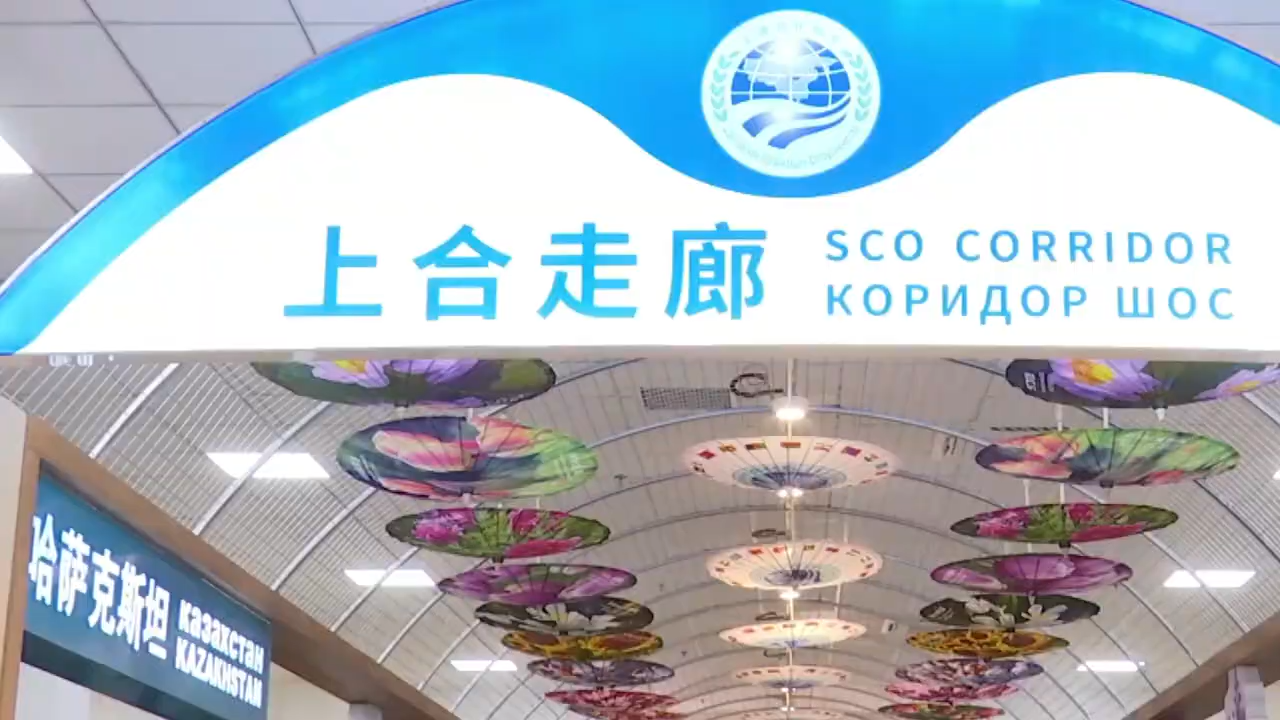 上合走廊
SCO CORRIDOR
КОРИДОР ШОС
哈萨克斯坦
казахстан
KAZAKHSTAN